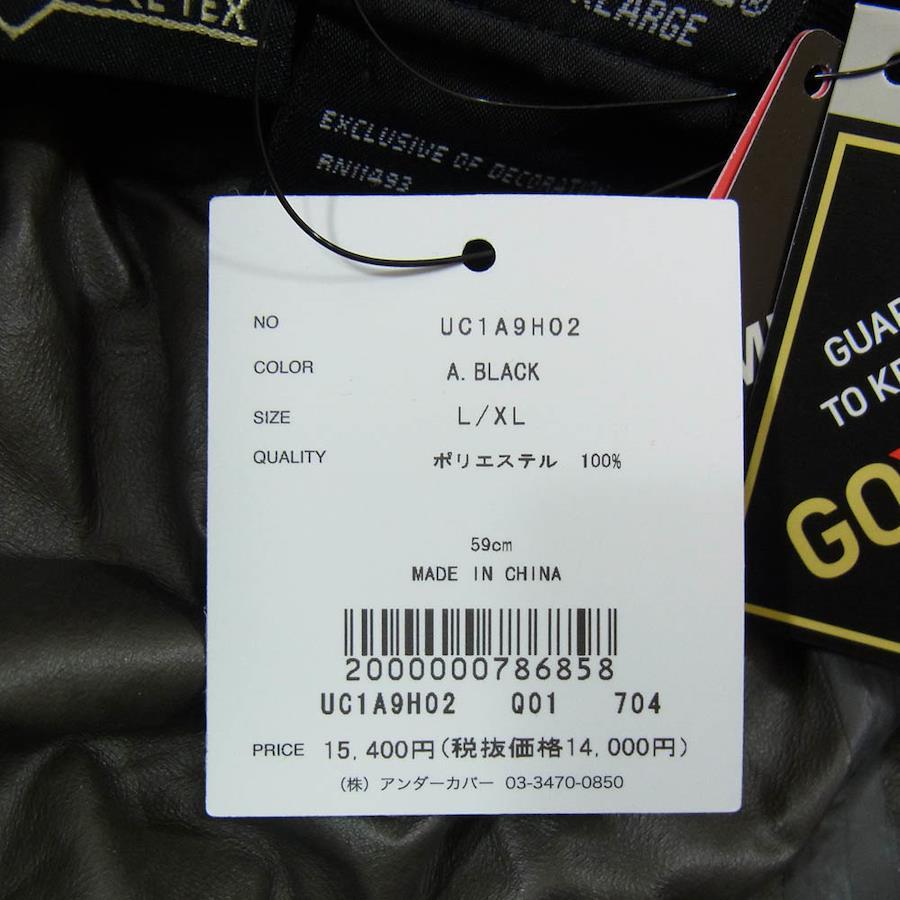 LARGE
EXCLUSIVE OF DECORATION
NO UC1A9H02
COLOR A. BLACK
SIZE L/XL
QUALITY ポリエステル 100%
59cm
MADE IN CHINA
2000000786858
UC1A9H02 Q01 704
PRICE 15,400円(税抜価格14,000円)
(株) アンダーカバー 03-3470-0850
TO